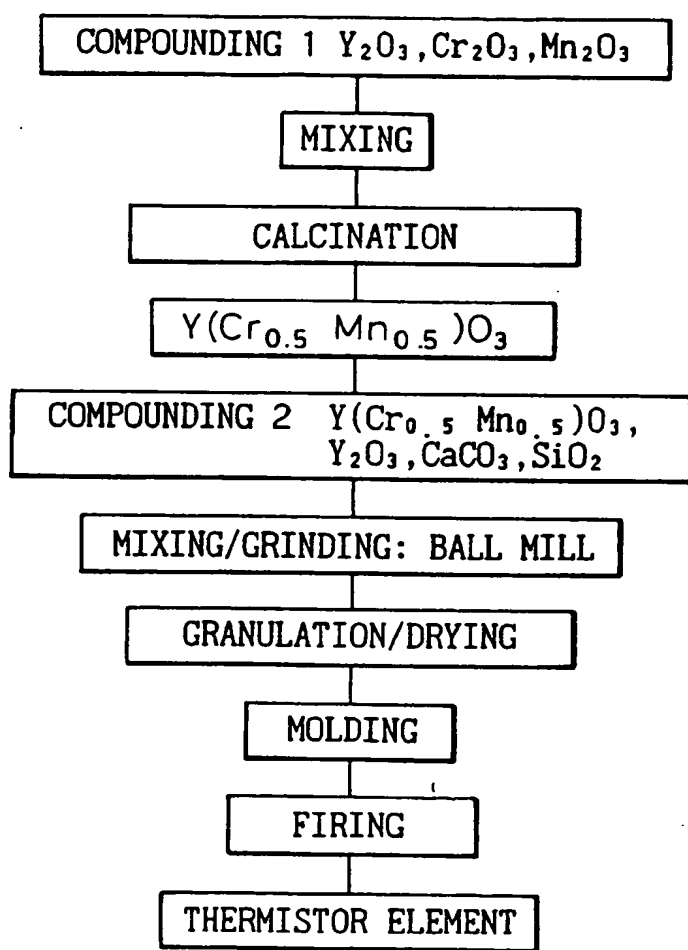 COMPOUNDING 1 Y₂O₃,Cr₂O₃,Mn₂O₃
MIXING
CALCINATION
Y(Cr₀.₅ Mn₀.₅)O₃
COMPOUNDING 2 Y(Cr₀.₅ Mn₀.₅)O₃,
Y₂O₃,CaCO₃,SiO₂
MIXING/GRINDING: BALL MILL
GRANULATION/DRYING
MOLDING
FIRING
THERMISTOR ELEMENT